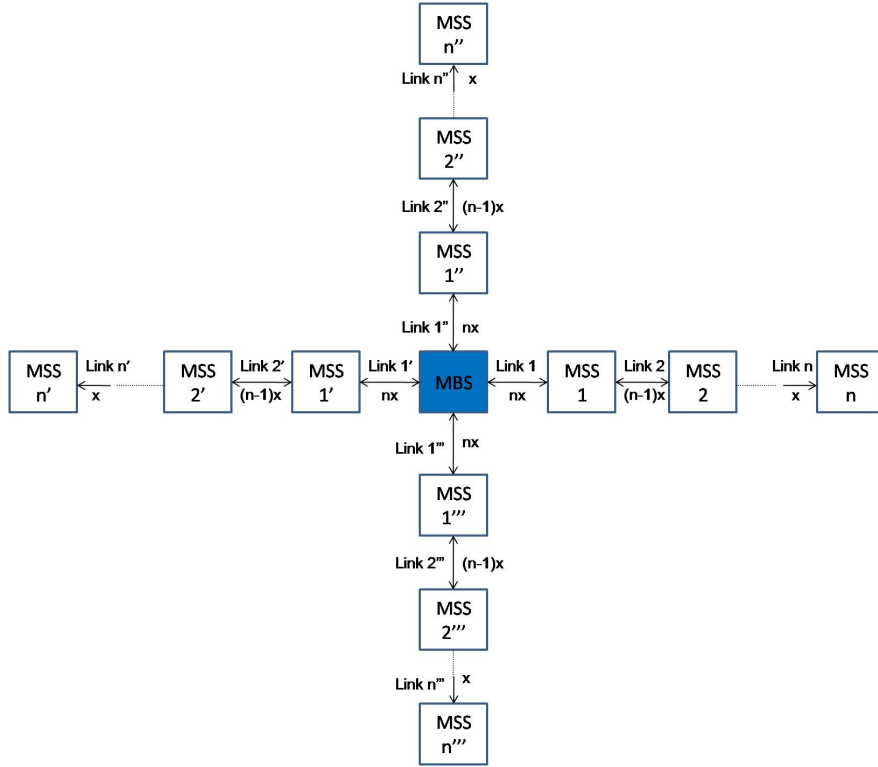 MSS
n''
Link n" x
MSS
2''
Link 2" (n-1)x
MSS
1''
Link 1" nx
MSS
n'
Link n'
x
MSS
2'
Link 2'
(n-1)x
MSS
1'
Link 1'
nx
MBS
Link 1
nx
MSS
1
Link 2
(n-1)x
MSS
2
Link n
x
MSS
n
Link 1''' nx
MSS
1'''
Link 2''' (n-1)x
MSS
2'''
Link n''' x
MSS
n'''